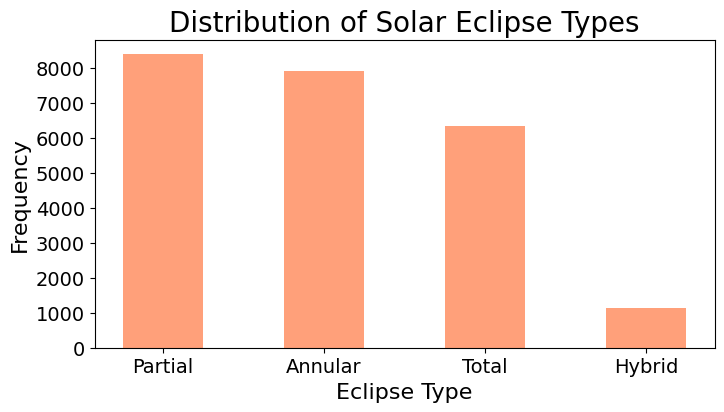 Distribution of Solar Eclipse Types
Frequency
8000
7000
6000
5000
4000
3000
2000
1000
0
Partial Annular Total Hybrid
Eclipse Type